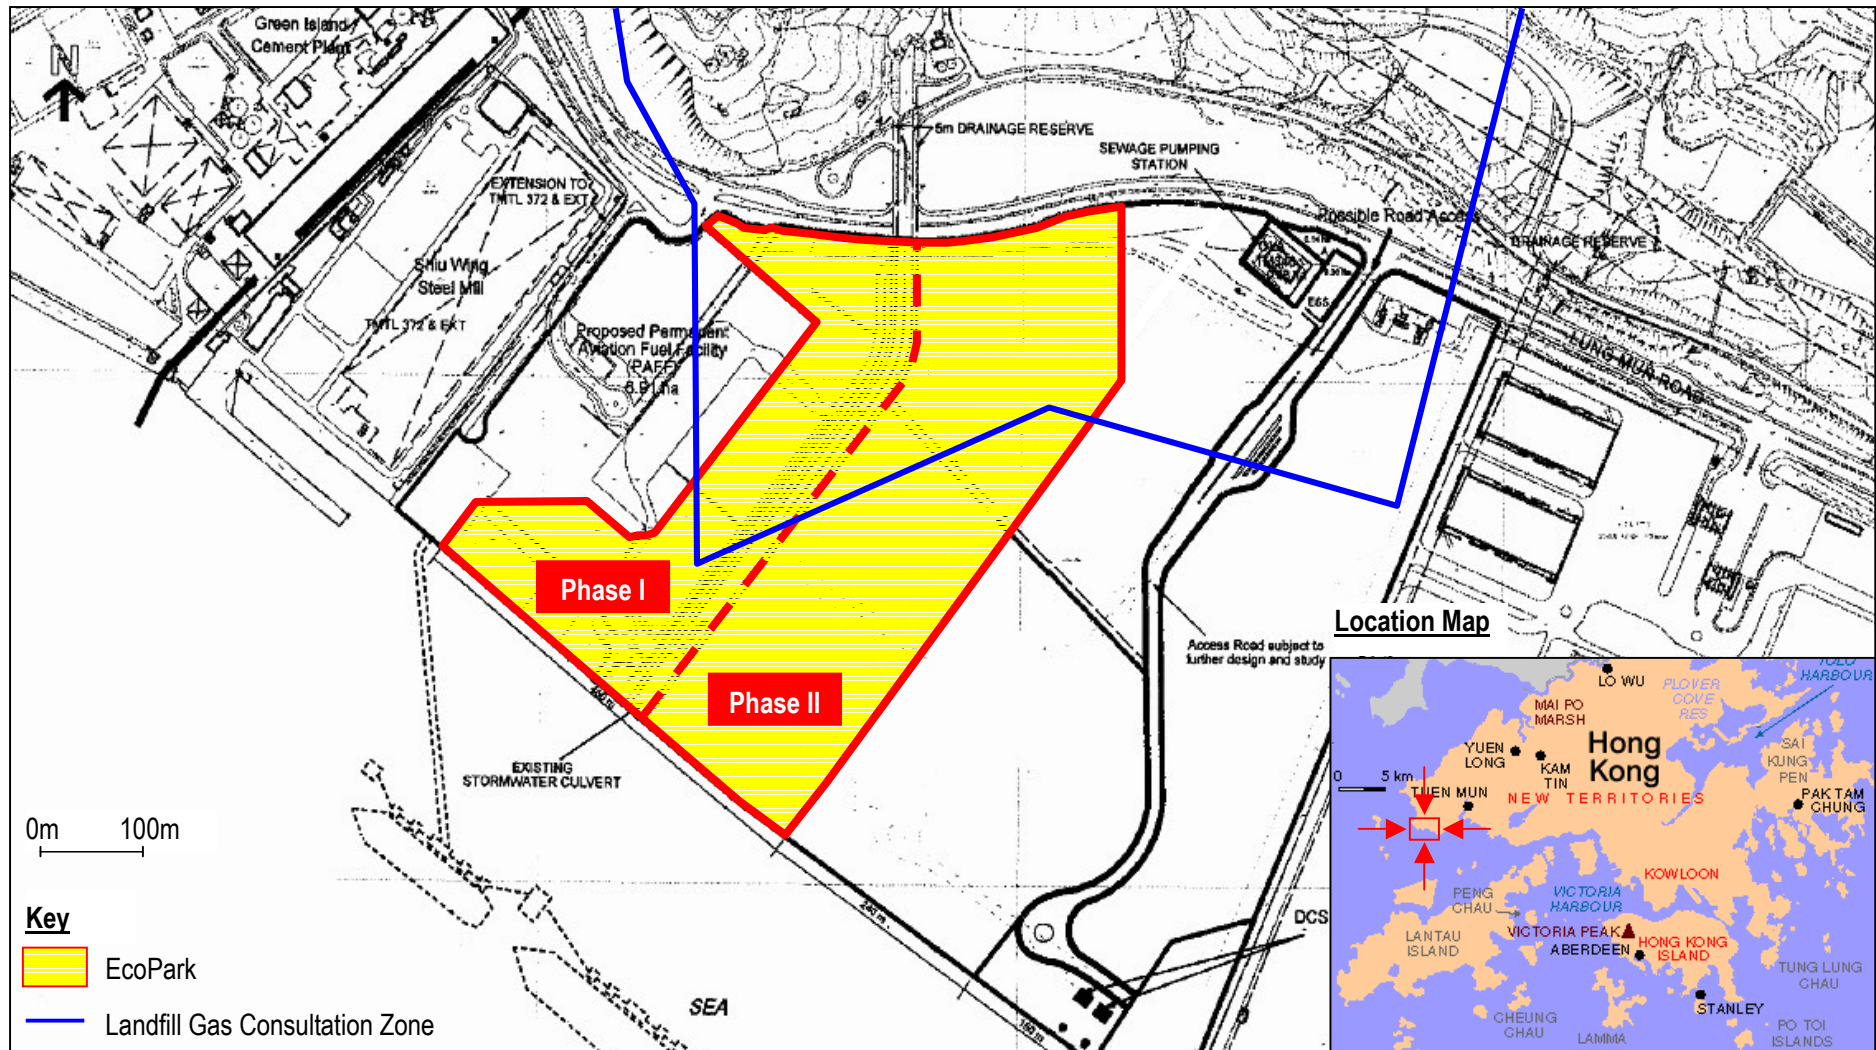 Green Island
Cement Plant
N
5m DRAINAGE RESERVE
SEWAGE PUMPING
STATION
EXTENSION TO
TMTL 372 & EXT
Possible Road Access
DRAINAGE RESERVE
Shiu Wing
Steel Mill
TMTL 372 & EXT
E65
Proposed Permanent
Aviation Fuel Facility
(PAFF)
6.91 ha
LUNG MUN ROAD
Phase I
Phase II
Access Road subject to
further design and study
450 m
EXISTING
STORMWATER CULVERT
240 m
150 m
DCS
SEA
0m 100m
Key
EcoPark
Landfill Gas Consultation Zone
Location Map
LO WU
TOLO
HARBOUR
PLOVER
COVE
RES
MAI PO
MARSH
YUEN
LONG
KAM
TIN
Hong
Kong
SAI
KUNG
PEN
0 5 km
TUEN MUN
NEW TERRITORIES
PAK TAM
CHUNG
KOWLOON
PENG
CHAU
VICTORIA
HARBOUR
VICTORIA PEAK
ABERDEEN
HONG KONG
ISLAND
LANTAU
ISLAND
TUNG LUNG
CHAU
STANLEY
CHEUNG
CHAU
LAMMA
PO TOI
ISLANDS